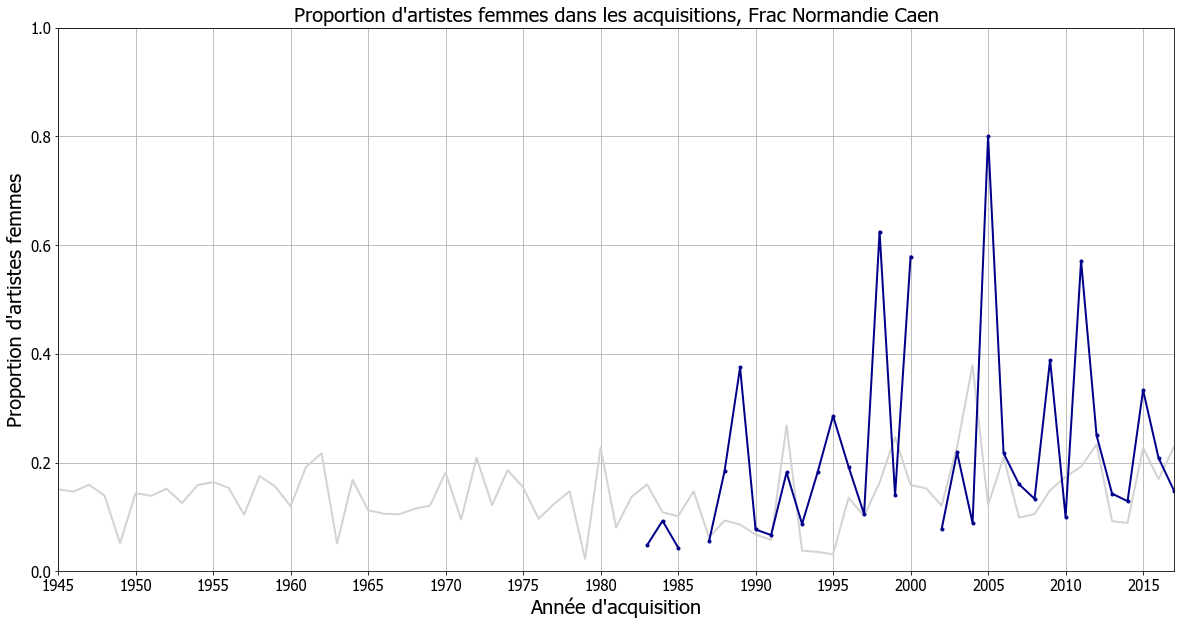 Proportion d'artistes femmes dans les acquisitions, Frac Normandie Caen
Proportion d'artistes femmes
1.0
0.8
0.6
0.4
0.2
0.0
1945 1950 1955 1960 1965 1970 1975 1980 1985 1990 1995 2000 2005 2010 2015
Année d'acquisition